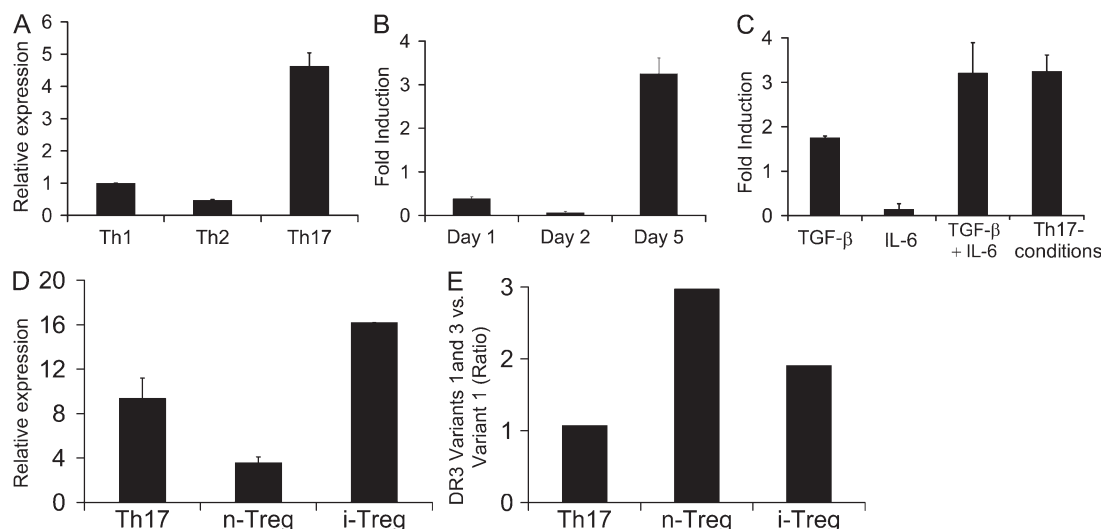 A
Relative expression
6
5
4
3
2
1
0
Th1 Th2 Th17
B
Fold Induction
4
3
2
1
0
Day 1 Day 2 Day 5
C
Fold Induction
4
3
2
1
0
TGF-β IL-6 TGF-β + IL-6 Th17-conditions
D
Relative expression
20
16
12
8
4
0
Th17 n-Treg i-Treg
E
DR3 Variants 1and 3 vs.
Variant 1 (Ratio)
3
2
1
0
Th17 n-Treg i-Treg